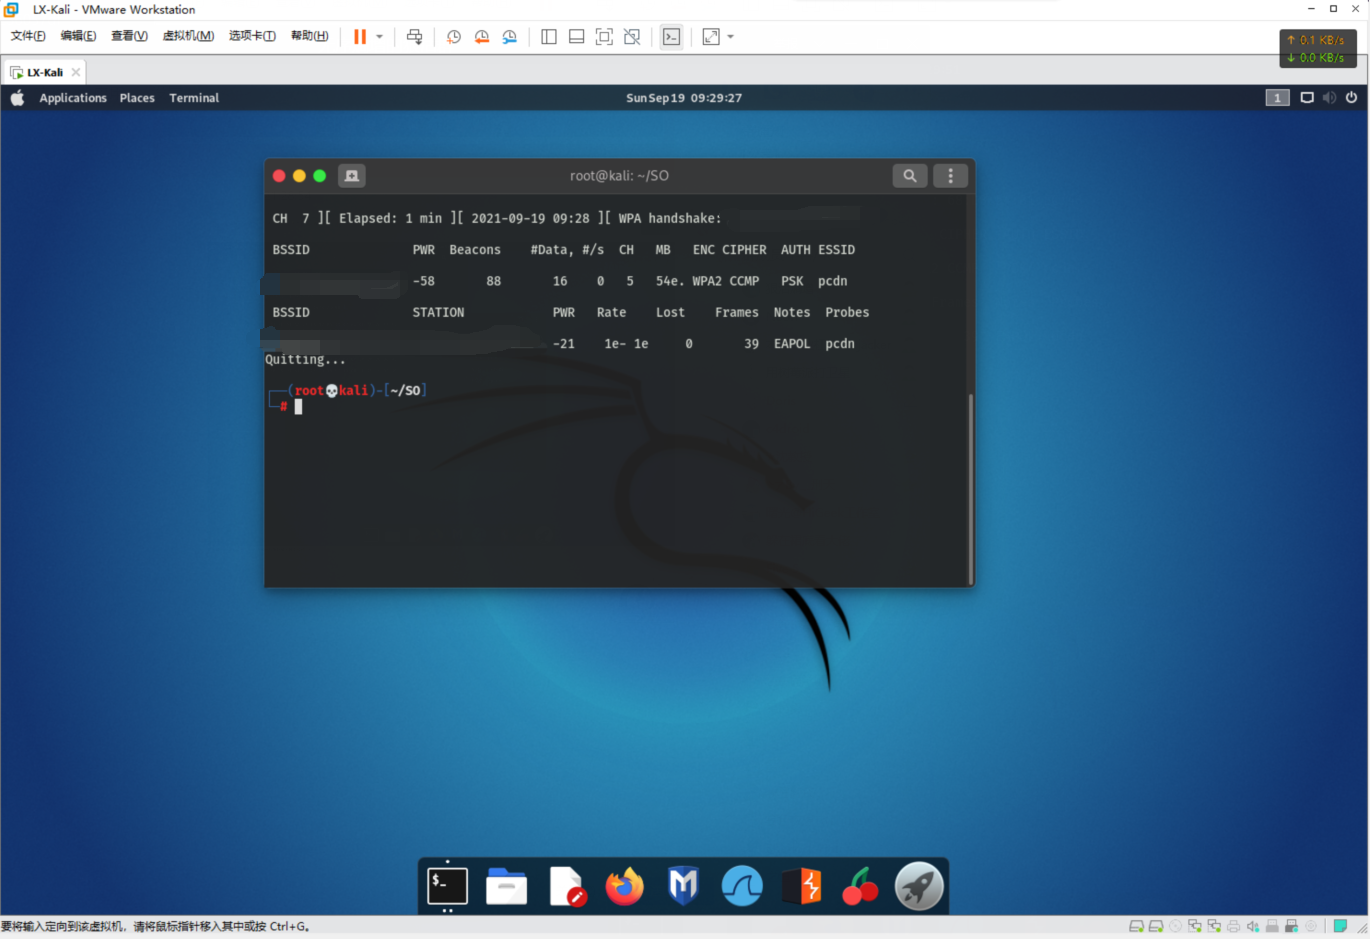 LX-Kali - VMware Workstation
文件(F) 编辑(E) 查看(V) 虚拟机(M) 选项卡(T) 帮助(H)
↑ 0.1 KB/s
↓ 0.0 KB/s
LX-Kali
Applications Places Terminal Sun Sep 19 09:29:27 1
root@kali: ~/SO
CH 7 ][ Elapsed: 1 min ][ 2021-09-19 09:28 ][ WPA handshake:
BSSID PWR Beacons #Data, #/s CH MB ENC CIPHER AUTH ESSID
-58 88 16 0 5 54e. WPA2 CCMP PSK pcdn
BSSID STATION PWR Rate Lost Frames Notes Probes
-21 1e- 1e 0 39 EAPOL pcdn
Quitting...
(root💀kali)-[~/SO]
#
$_
要将输入定向到该虚拟机，请将鼠标指针移入其中或按 Ctrl+G。